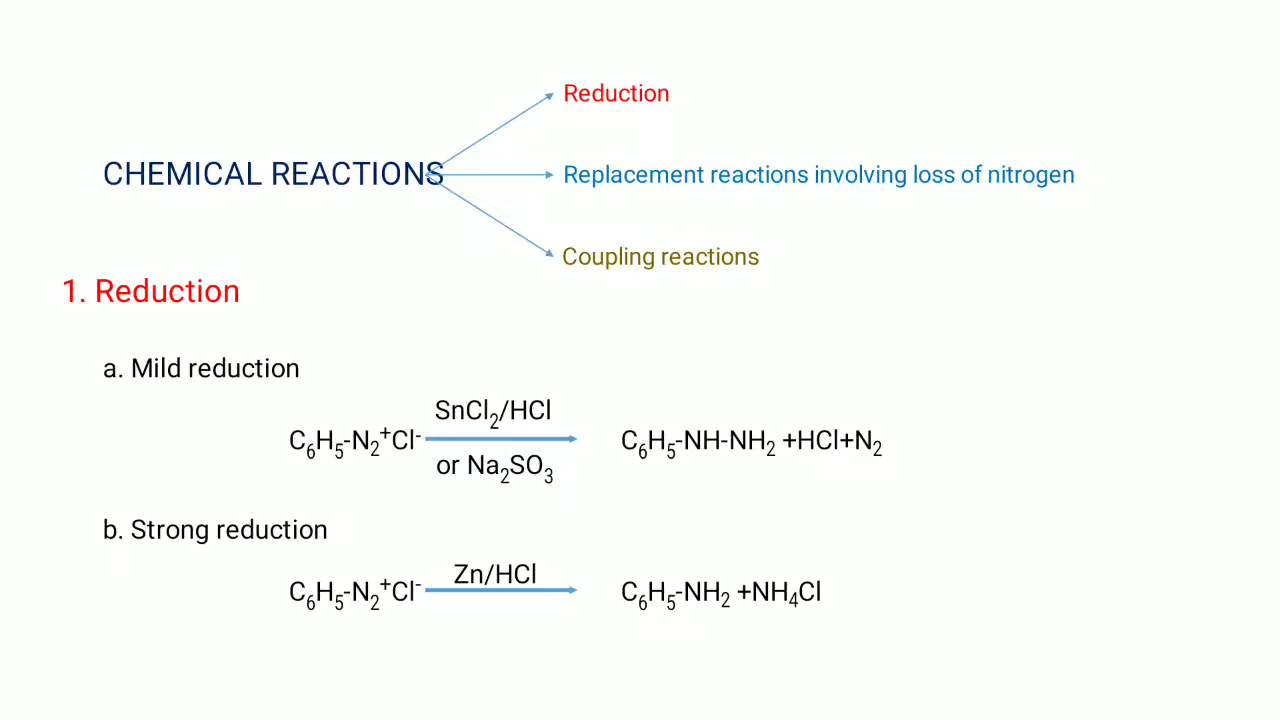 Reduction
CHEMICAL REACTIONS
Replacement reactions involving loss of nitrogen
Coupling reactions
1. Reduction
a. Mild reduction
SnCl₂/HCl
C₆H₅-N₂⁺Cl⁻
C₆H₅-NH-NH₂ +HCl+N₂
or Na₂SO₃
b. Strong reduction
Zn/HCl
C₆H₅-N₂⁺Cl⁻
C₆H₅-NH₂ +NH₄Cl